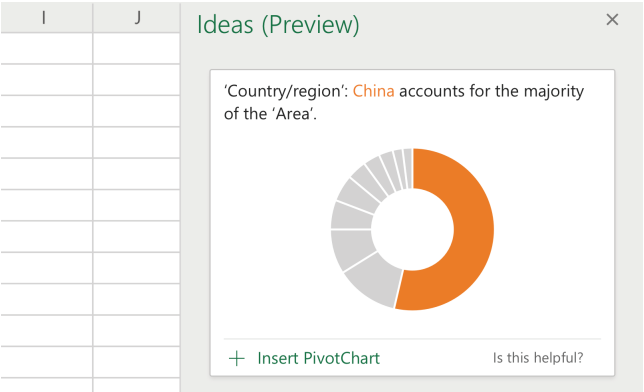 I
J
Ideas (Preview)
'Country/region': China accounts for the majority
of the 'Area'.
Insert PivotChart
Is this helpful?